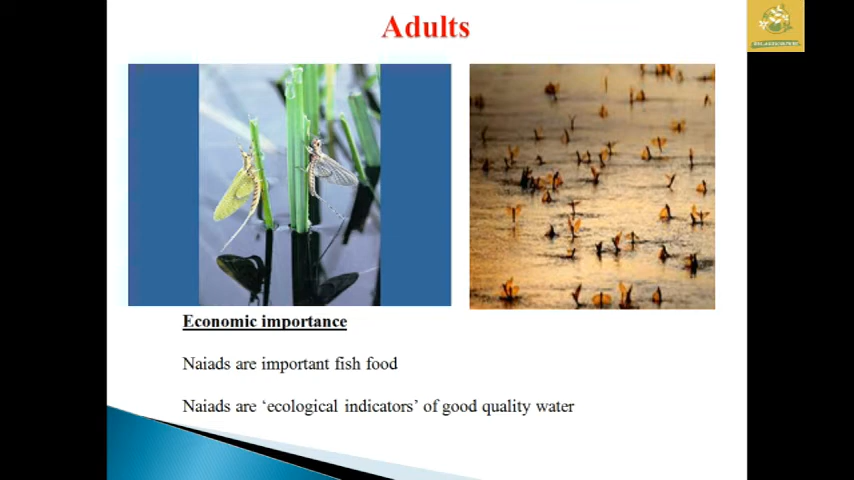 Adults
Economic importance
Naiads are important fish food
Naiads are ‘ecological indicators’ of good quality water